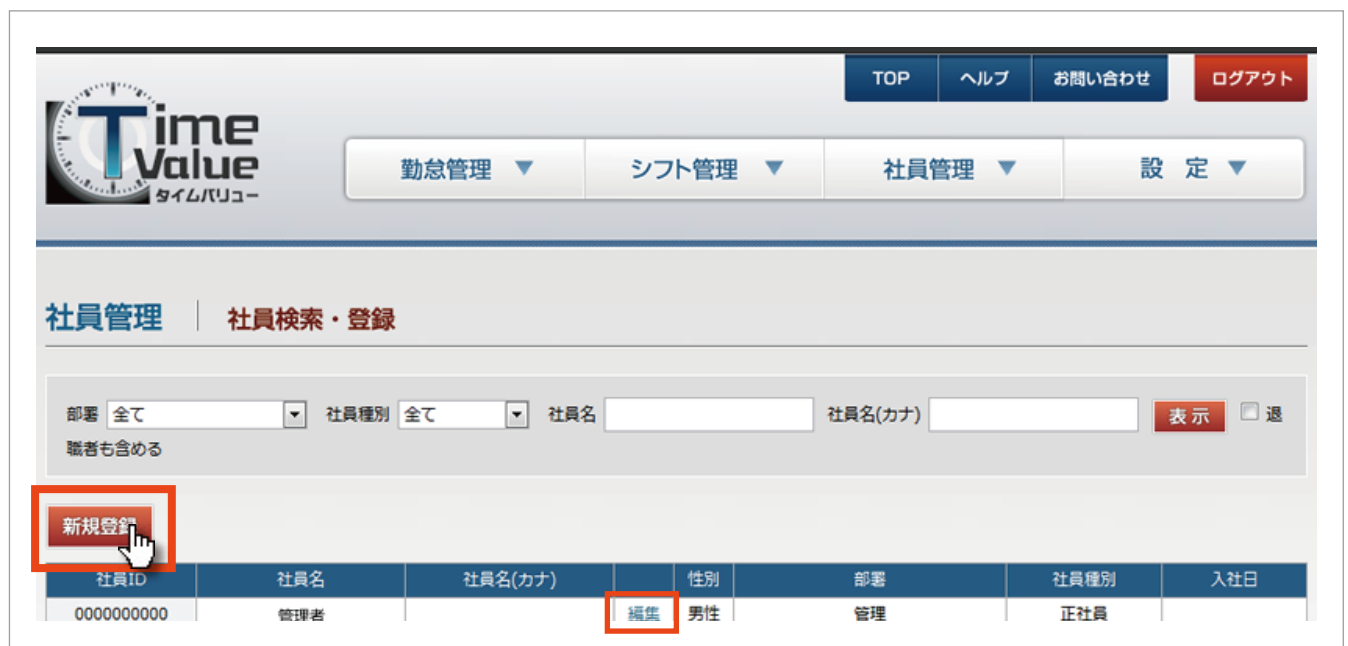 TOP ヘルプ お問い合わせ ログアウト
Time
Value
タイムバリュー
勤怠管理 ▼ シフト管理 ▼ 社員管理 ▼ 設 定 ▼
社員管理 社員検索・登録
部署 全て 社員種別 全て 社員名 社員名(カナ) 表示 退
職者も含める
新規登録
社員ID 社員名 社員名(カナ) 性別 部署 社員種別 入社日
0000000000 管理者 編集 男性 管理 正社員